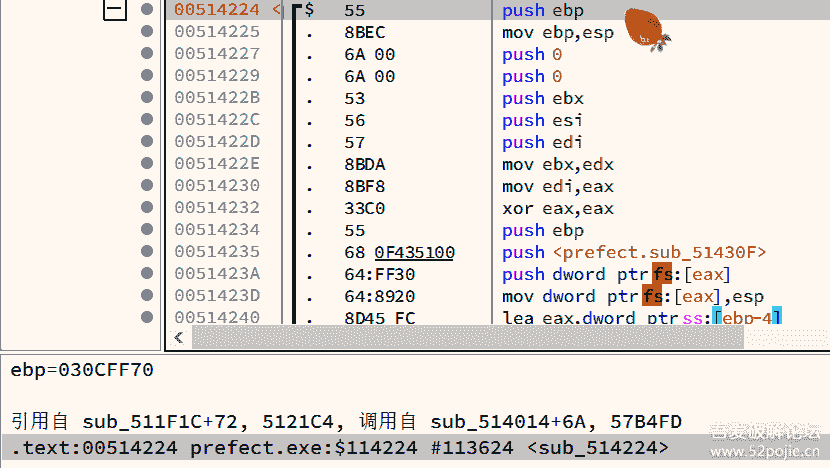 00514224 < $ 55 push ebp
00514225 . 8BEC mov ebp,esp
00514227 . 6A 00 push 0
00514229 . 6A 00 push 0
0051422B . 53 push ebx
0051422C . 56 push esi
0051422D . 57 push edi
0051422E . 8BDA mov ebx,edx
00514230 . 8BF8 mov edi,eax
00514232 . 33C0 xor eax,eax
00514234 . 55 push ebp
00514235 . 68 0F435100 push <prefect.sub_51430F>
0051423A . 64:FF30 push dword ptr fs:[eax]
0051423D . 64:8920 mov dword ptr fs:[eax],esp
00514240 . 8D45 FC lea eax,dword ptr ss:[ebp-4]
ebp=030CFF70
引用自 sub_511F1C+72, 5121C4, 调用自 sub_514014+6A, 57B4FD
.text:00514224 prefect.exe:$114224 #113624 <sub_514224>
吾爱破解论坛
www.52pojie.cn